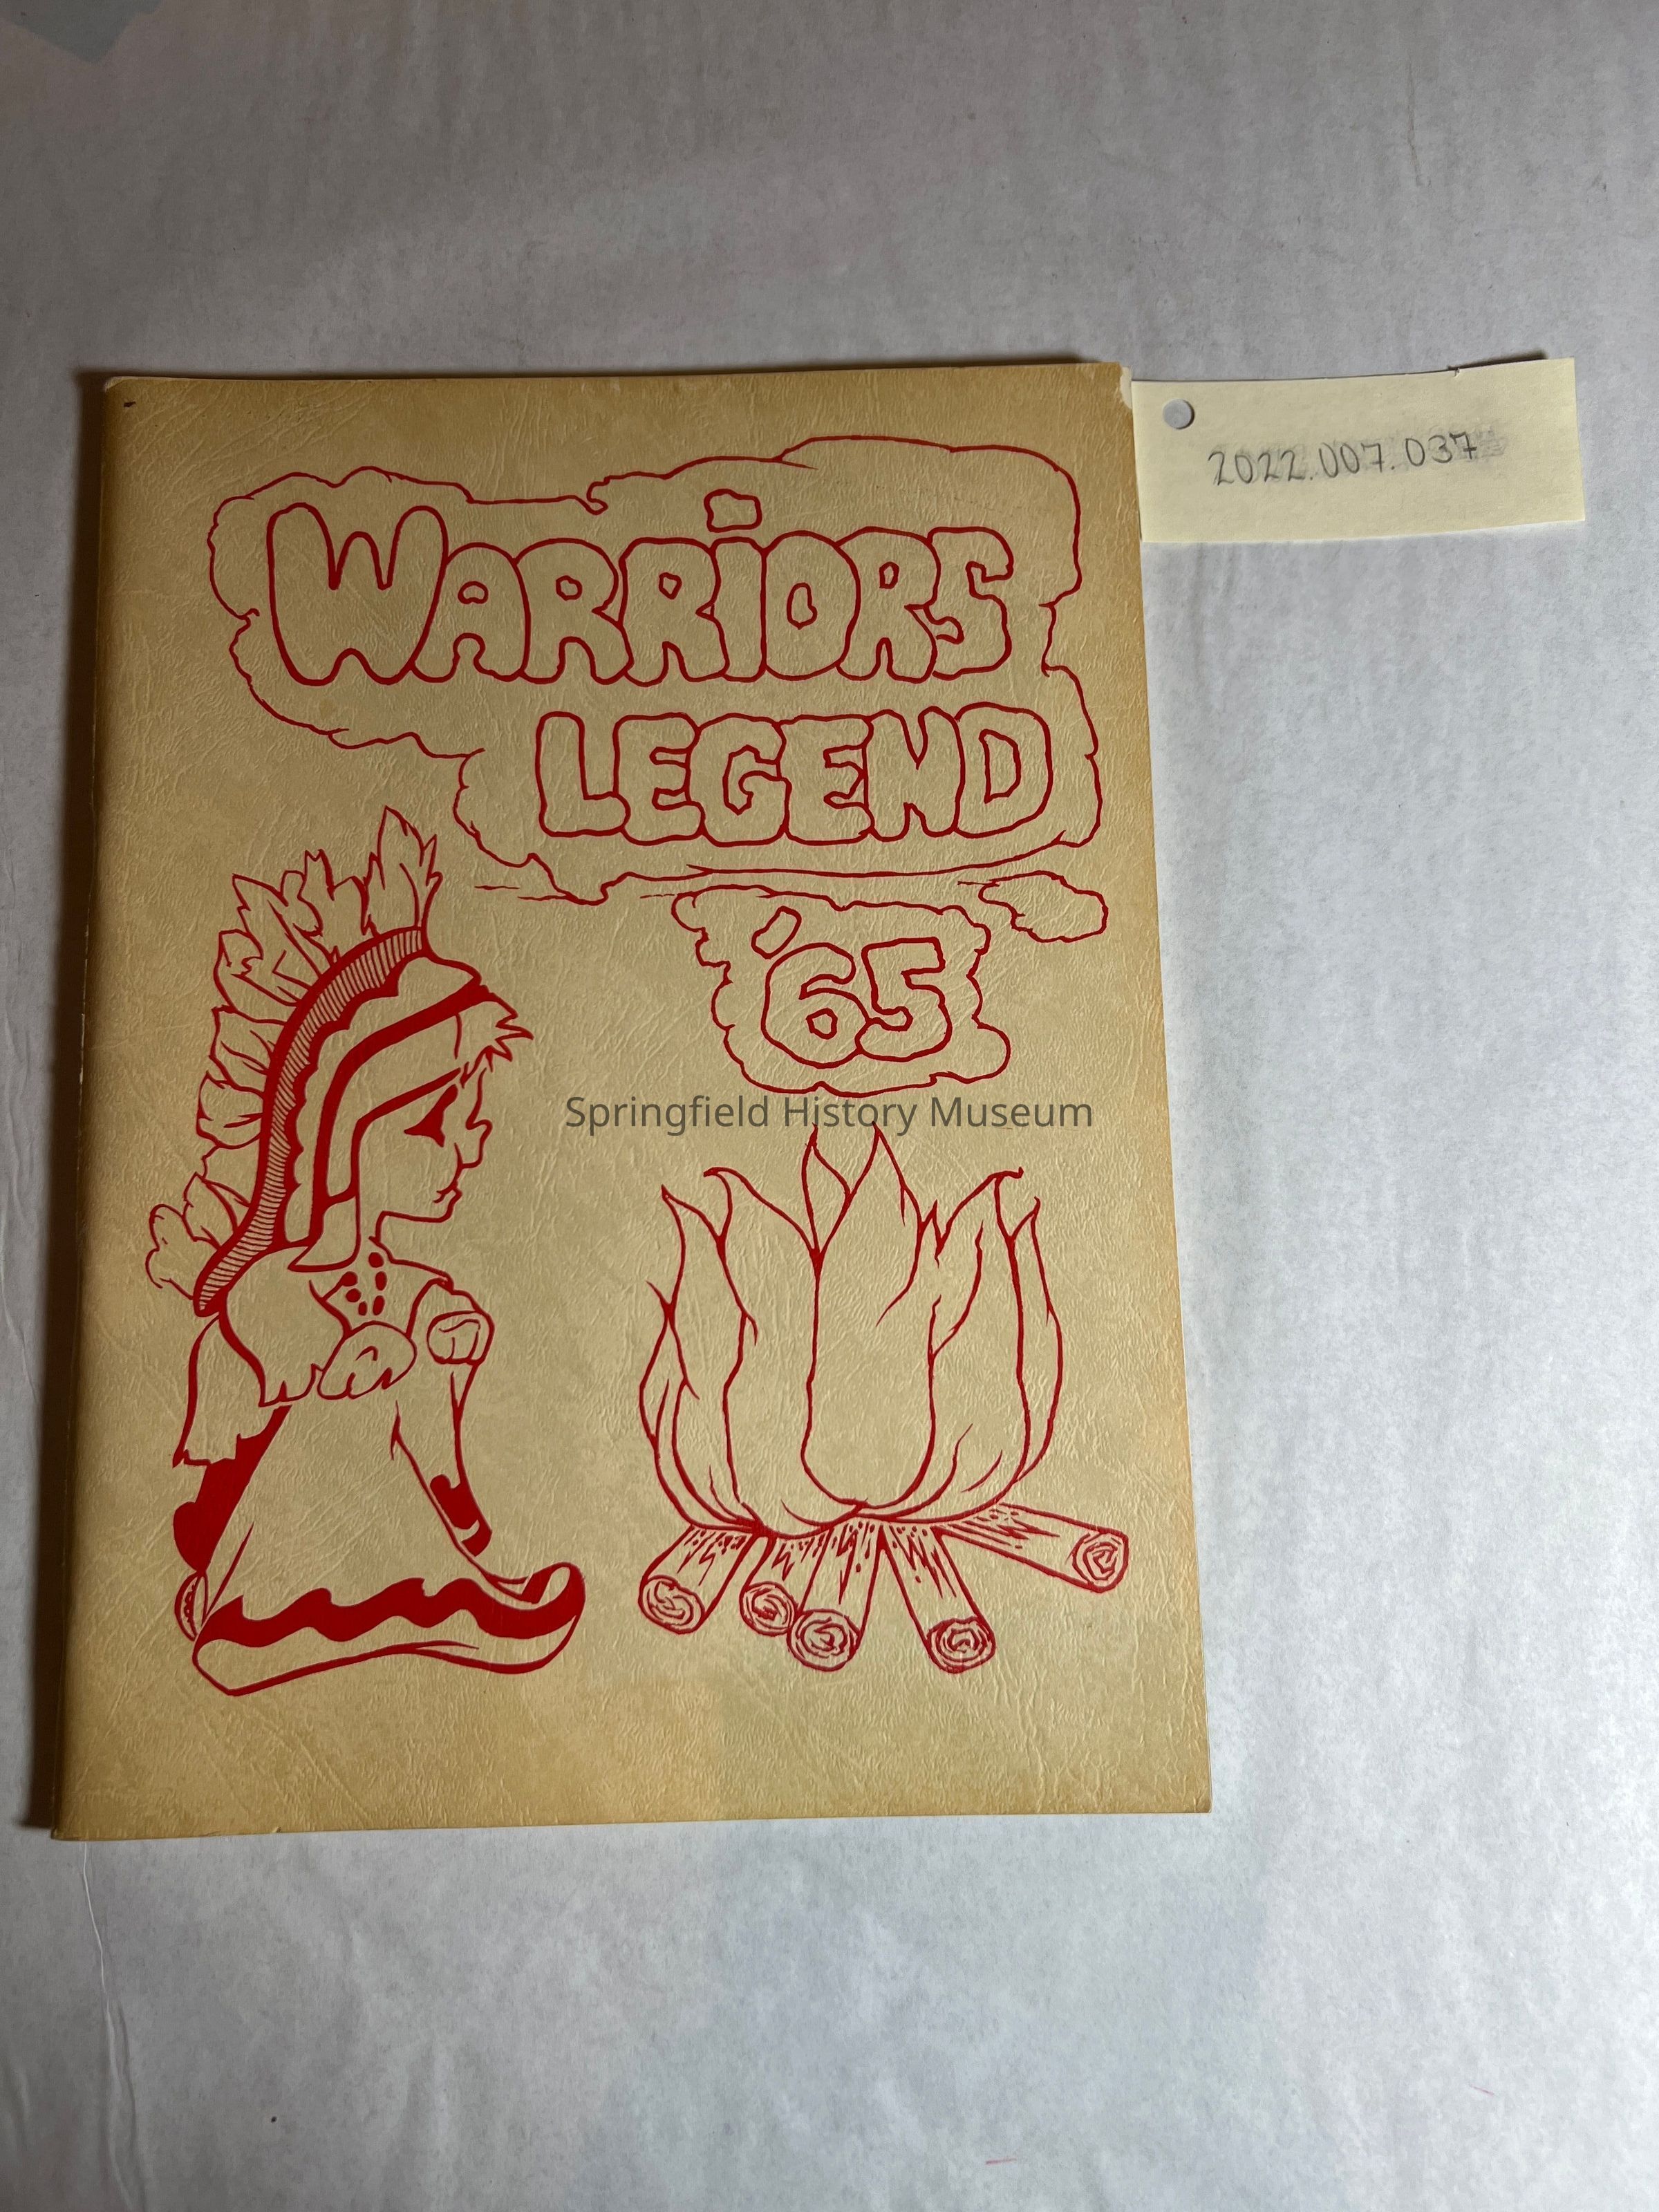 2022.007.037
WARRIORS
LEGEND
'65
Springfield History Museum